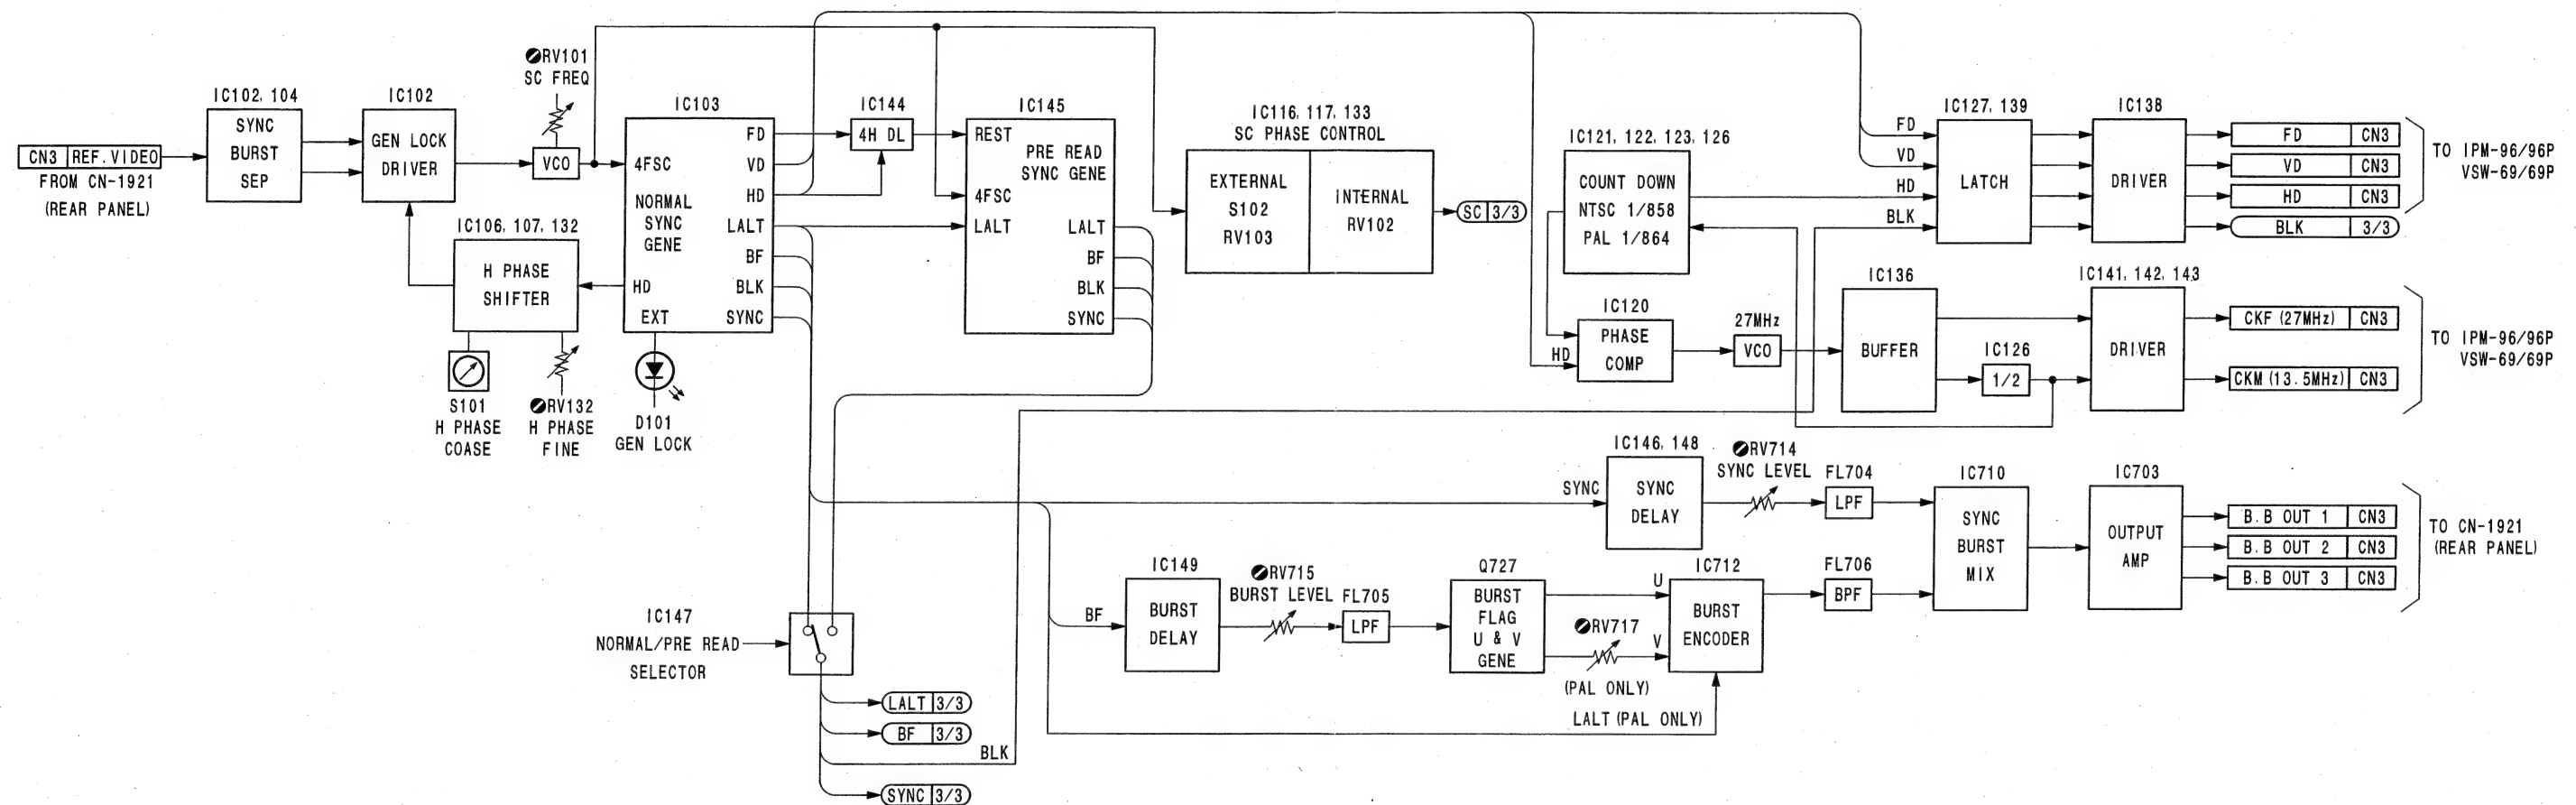 CN3 REF.VIDEO
FROM CN-1921
(REAR PANEL)
IC102, 104
SYNC
BURST
SEP
IC102
GEN LOCK
DRIVER
RV101
SC FREQ
VCO
IC106, 107, 132
H PHASE
SHIFTER
S101
H PHASE
COASE
RV132
H PHASE
FINE
IC103
4FSC
NORMAL
SYNC
GENE
HD
EXT
FD
VD
HD
LALT
BF
BLK
SYNC
D101
GEN LOCK
IC144
4H DL
IC145
REST
PRE READ
SYNC GENE
4FSC
LALT
LALT
BF
BLK
SYNC
IC116, 117, 133
SC PHASE CONTROL
EXTERNAL
S102
RV103
INTERNAL
RV102
SC 3/3
IC121, 122, 123, 126
COUNT DOWN
NTSC 1/858
PAL 1/864
IC120
PHASE
COMP
HD
27MHz
VCO
IC136
BUFFER
IC126
1/2
IC127, 139
FD
VD
HD
BLK
LATCH
IC138
DRIVER
FD CN3
VD CN3
HD CN3
BLK 3/3
TO IPM-96/96P
VSW-69/69P
IC141, 142, 143
DRIVER
CKF (27MHz) CN3
CKM (13.5MHz) CN3
TO IPM-96/96P
VSW-69/69P
IC147
NORMAL/PRE READ
SELECTOR
LALT 3/3
BF 3/3
BLK
SYNC 3/3
SYNC
IC146, 148
SYNC
DELAY
RV714
SYNC LEVEL
FL704
LPF
IC710
SYNC
BURST
MIX
IC703
OUTPUT
AMP
B.B OUT 1 CN3
B.B OUT 2 CN3
B.B OUT 3 CN3
TO CN-1921
(REAR PANEL)
BF
IC149
BURST
DELAY
RV715
BURST LEVEL
FL705
LPF
Q727
BURST
FLAG
U & V
GENE
U
V
RV717
(PAL ONLY)
LALT (PAL ONLY)
IC712
BURST
ENCODER
FL706
BPF